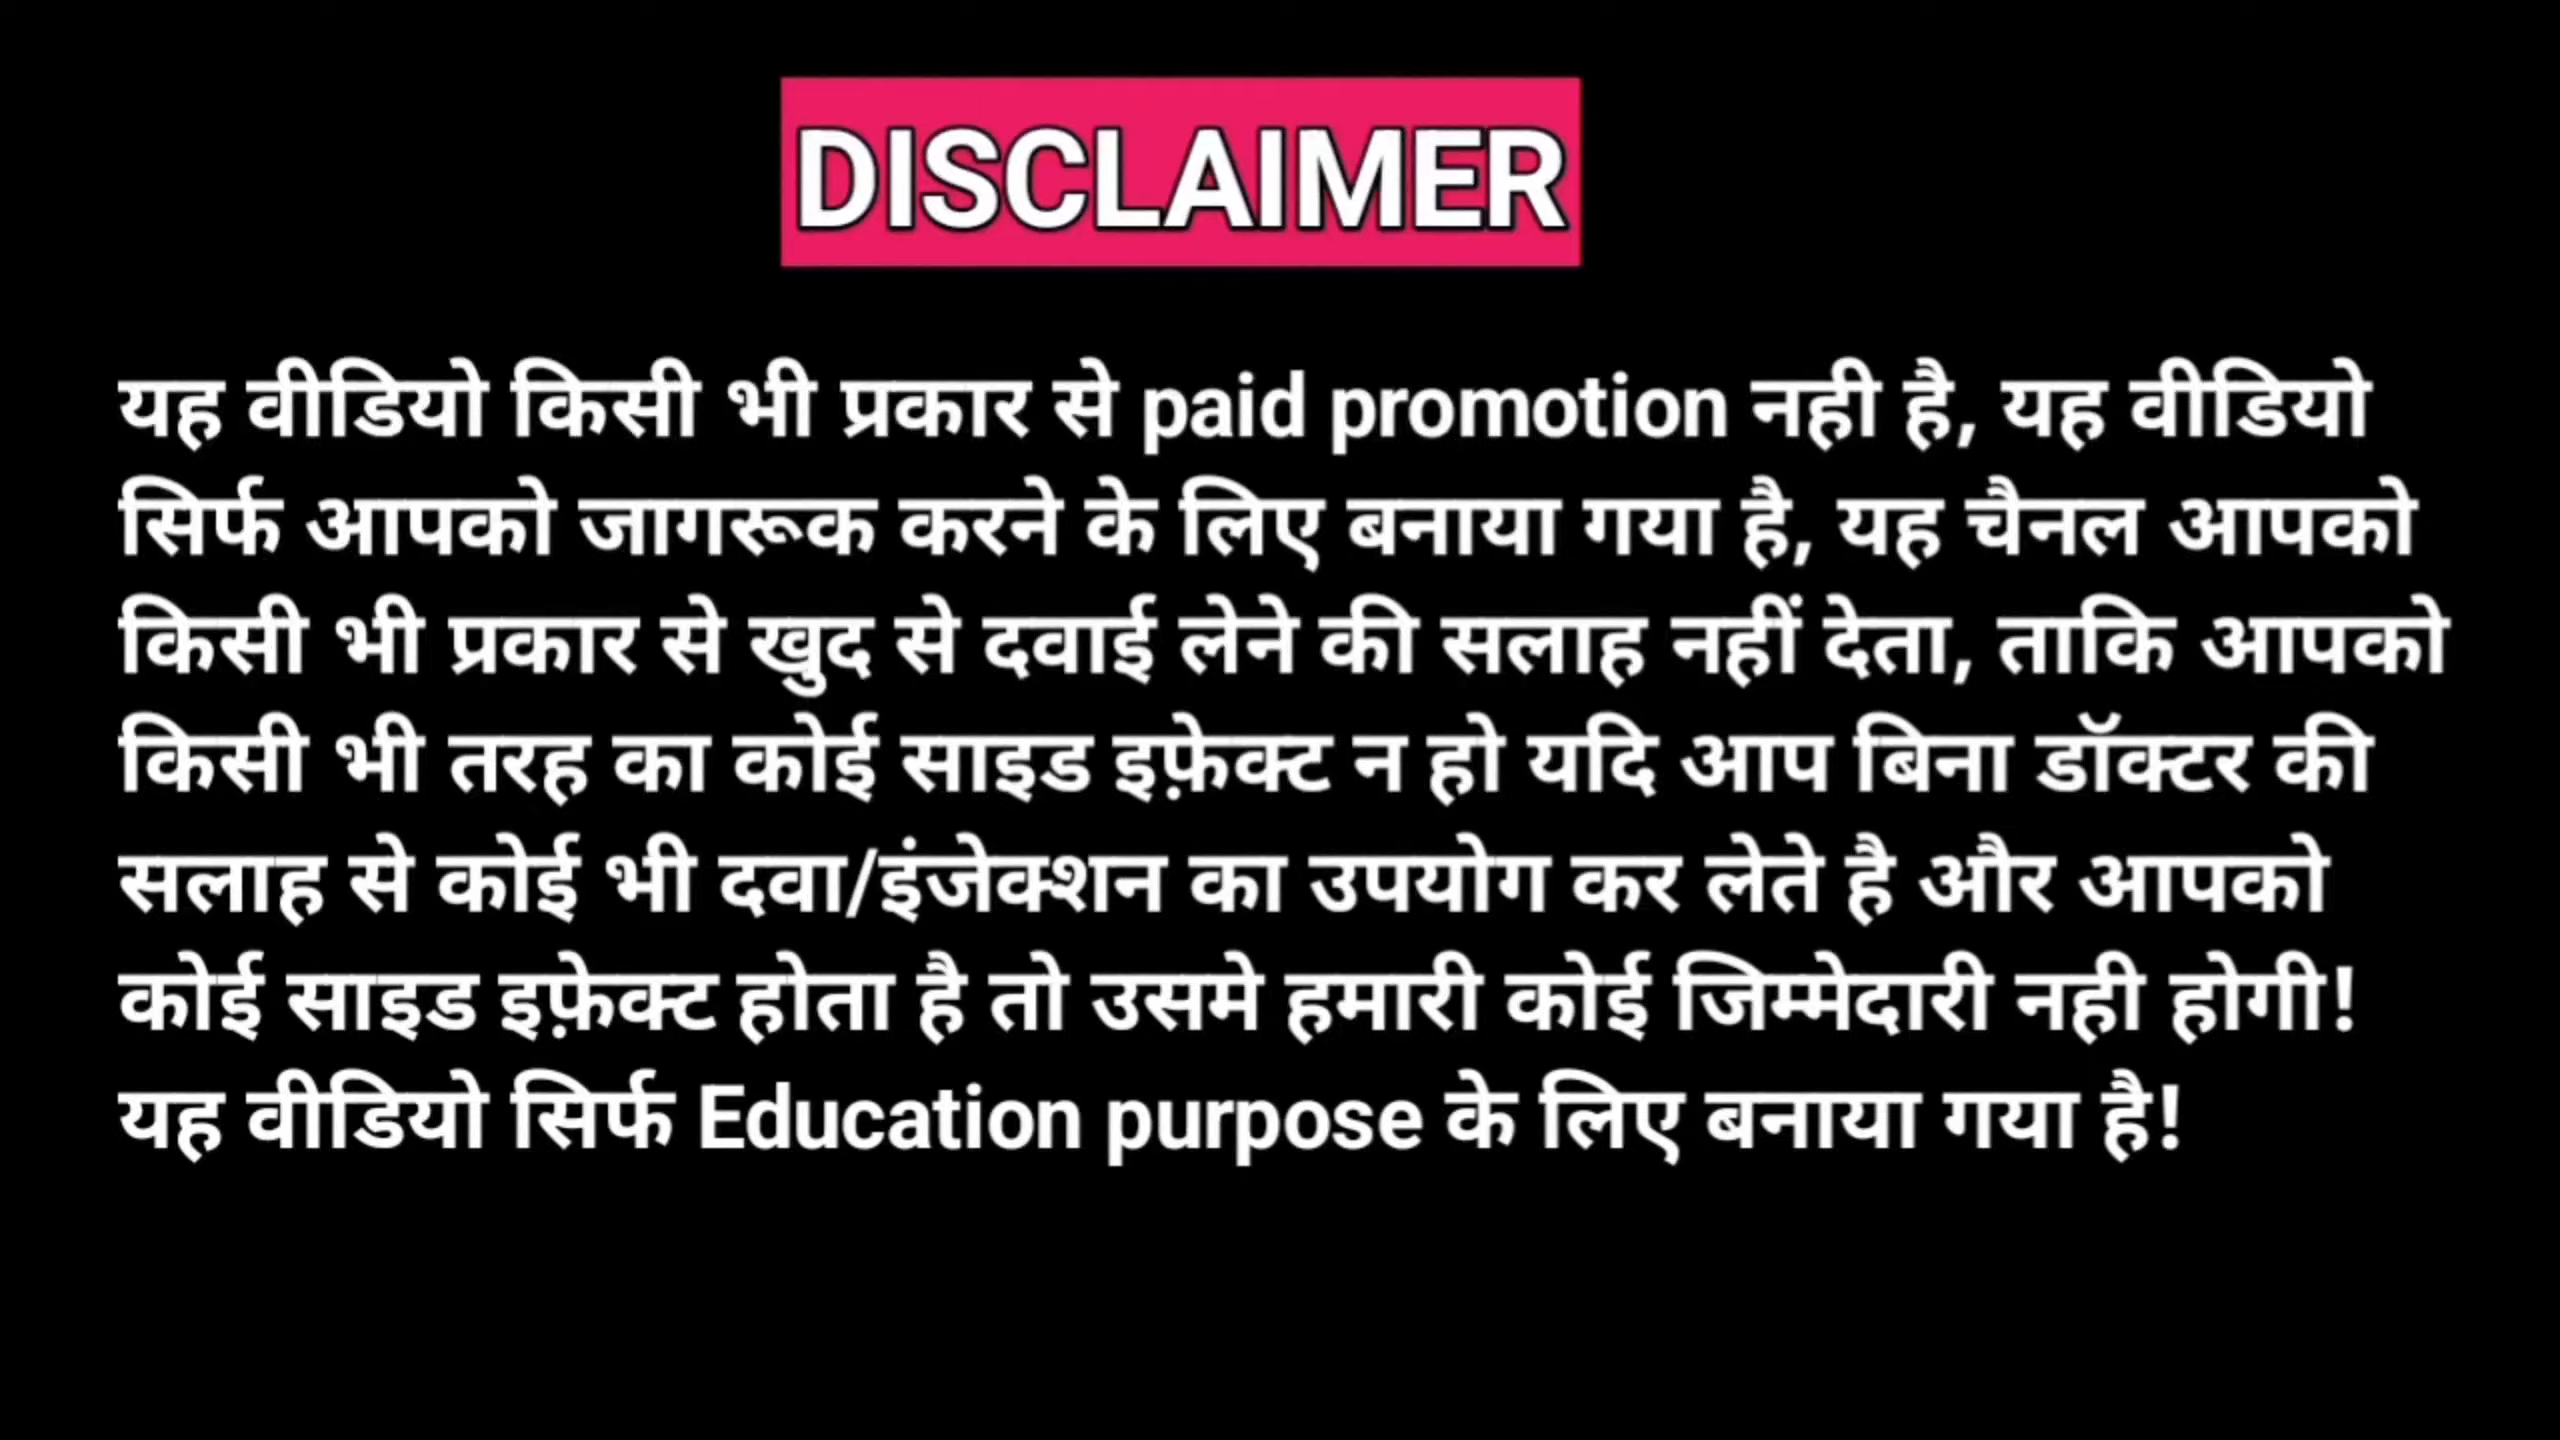 DISCLAIMER
यह वीडियो किसी भी प्रकार से paid promotion नही है, यह वीडियो
सिर्फ आपको जागरूक करने के लिए बनाया गया है, यह चैनल आपको
किसी भी प्रकार से खुद से दवाई लेने की सलाह नहीं देता, ताकि आपको
किसी भी तरह का कोई साइड इफ़ेक्ट न हो यदि आप बिना डॉक्टर की
सलाह से कोई भी दवा/इंजेक्शन का उपयोग कर लेते है और आपको
कोई साइड इफ़ेक्ट होता है तो उसमे हमारी कोई जिम्मेदारी नही होगी!
यह वीडियो सिर्फ Education purpose के लिए बनाया गया है!